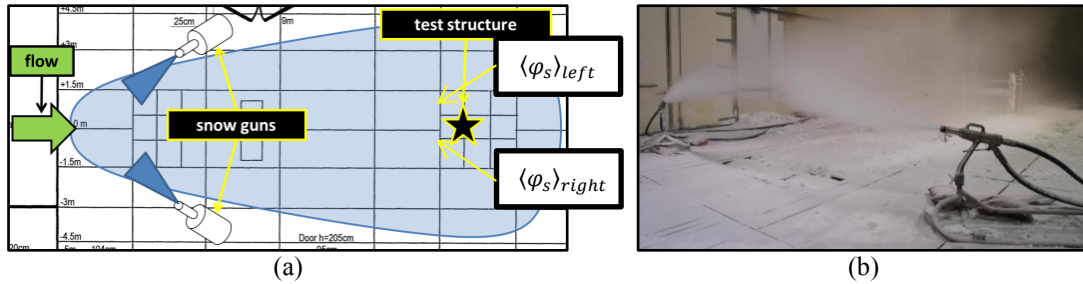 +4.5m
25cm
9m
test structure
+3m
flow
⟨φₛ⟩left
+1.5m
0 m
snow guns
-1.5m
⟨φₛ⟩right
-3m
Door h=205cm
-4.5m
(a)
(b)